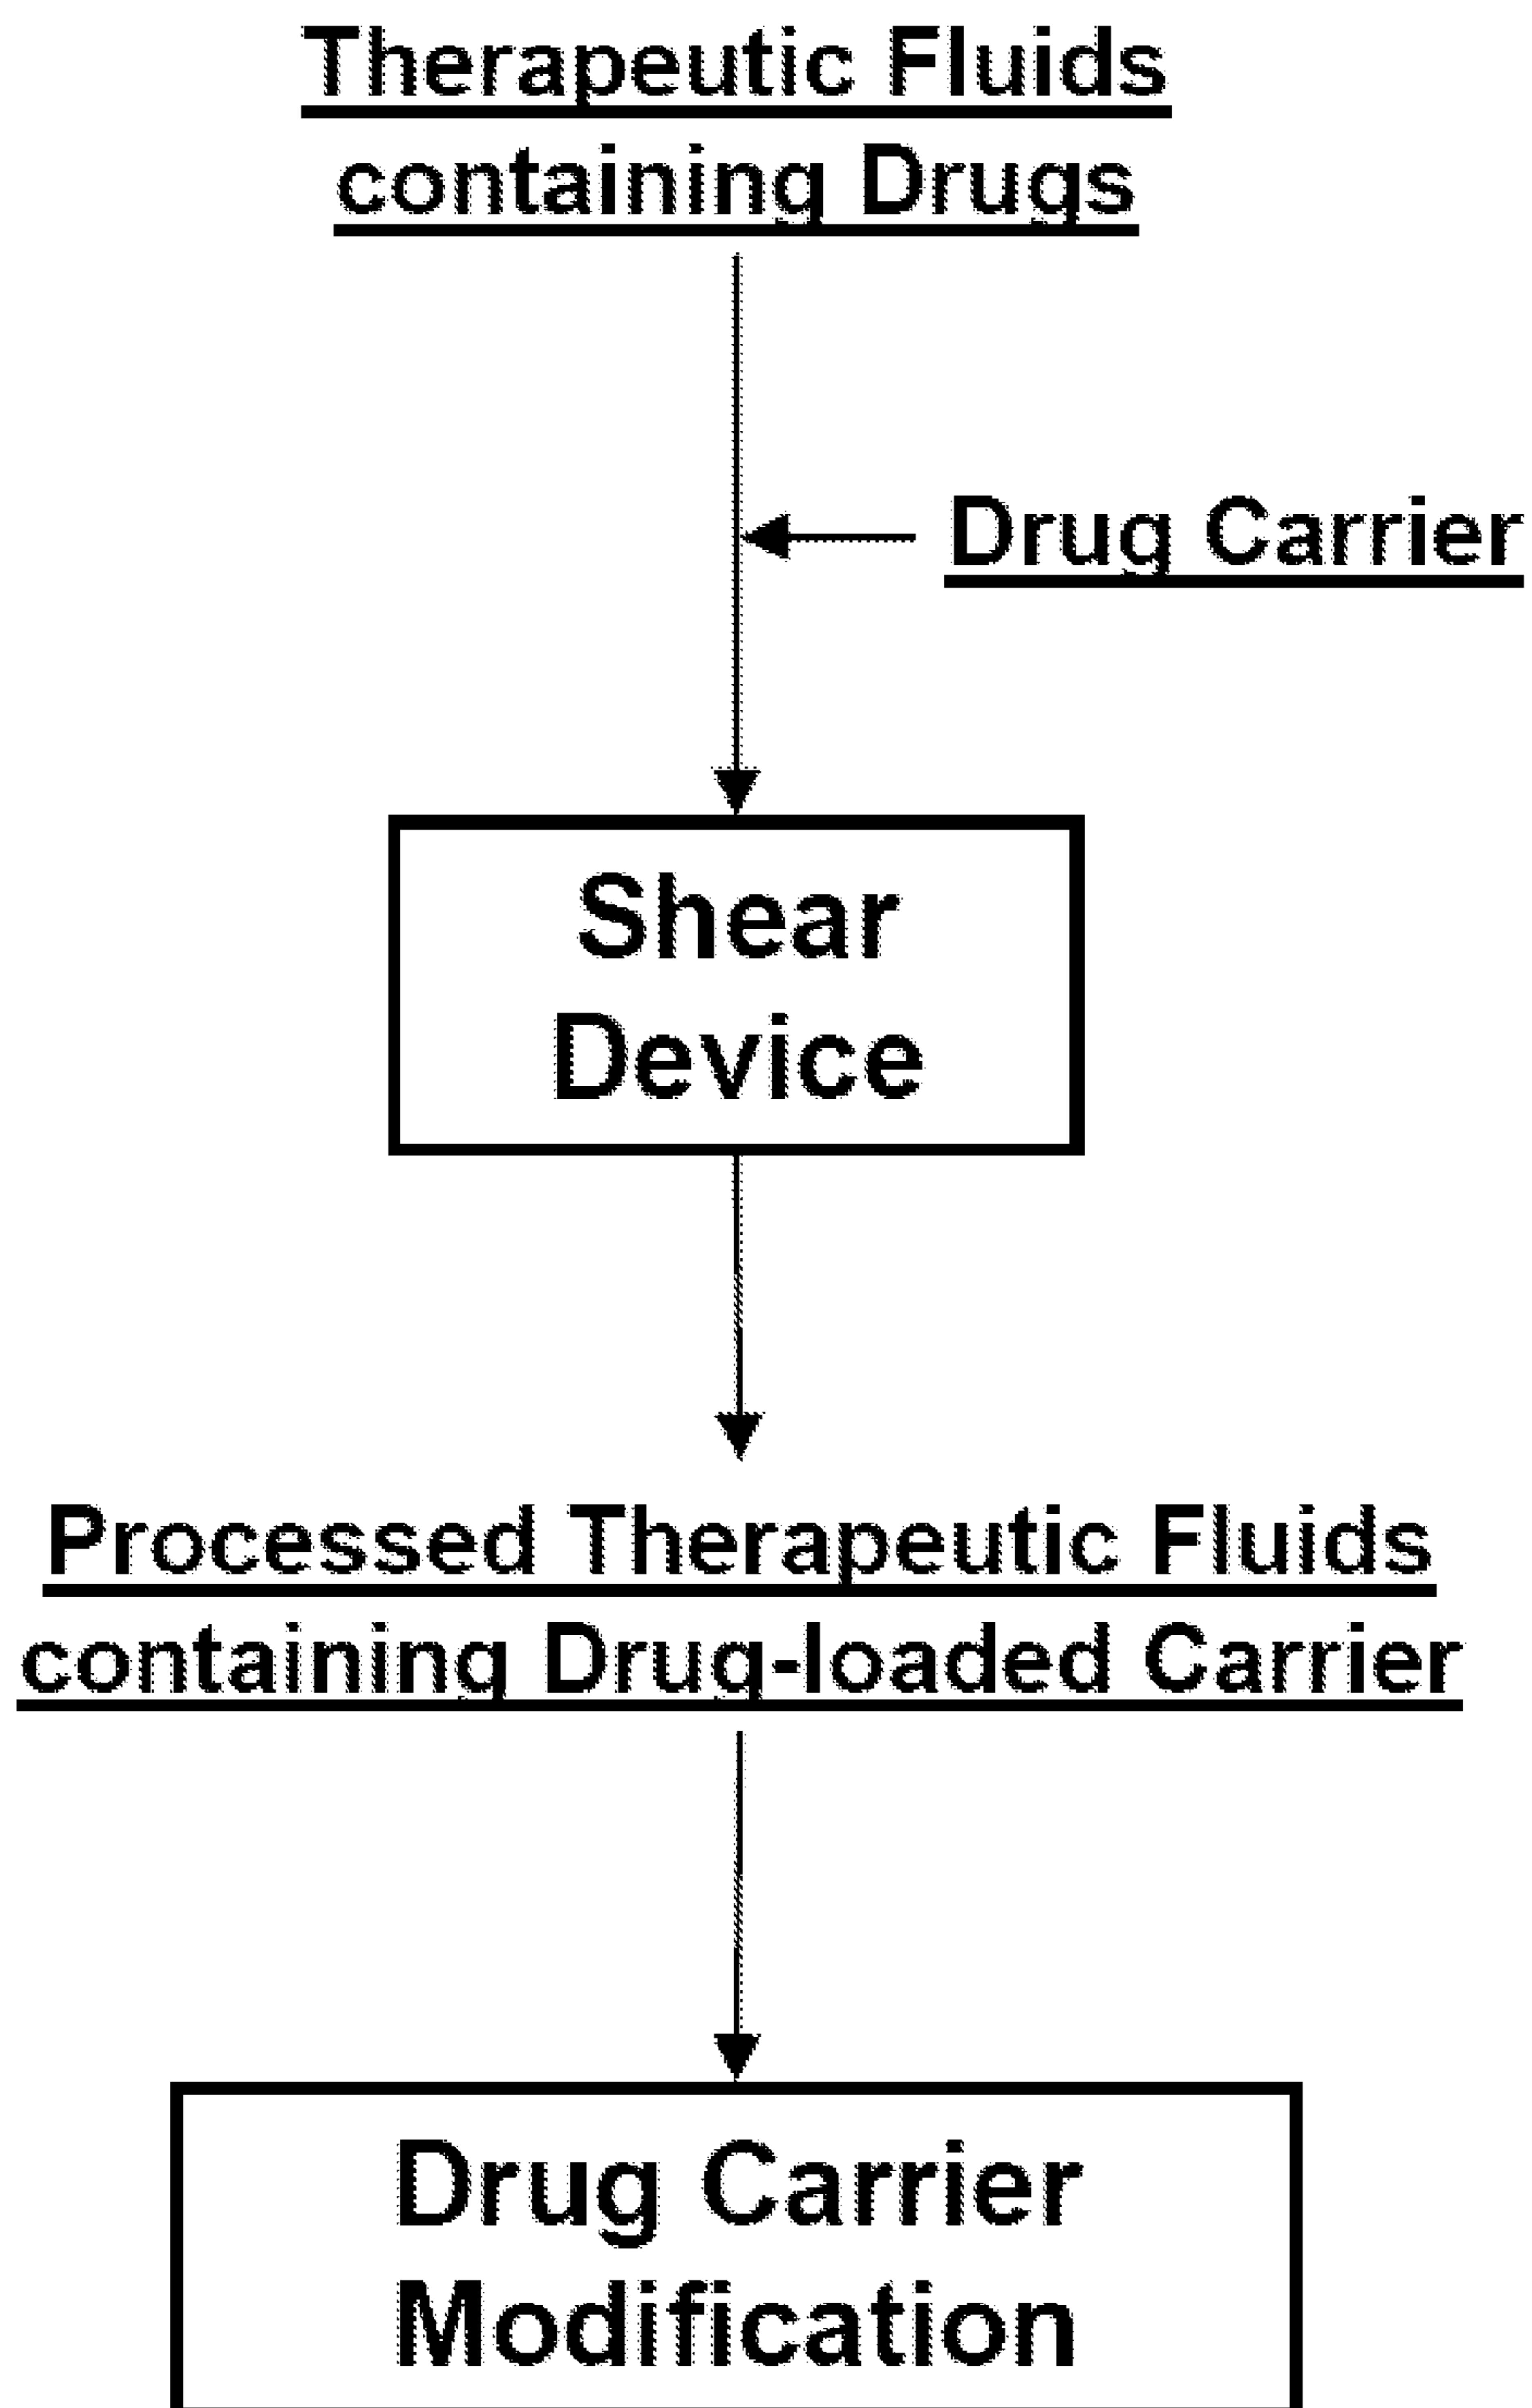 Therapeutic Fluids
containing Drugs
Drug Carrier
Shear
Device
Processed Therapeutic Fluids
containing Drug-loaded Carrier
Drug Carrier
Modification